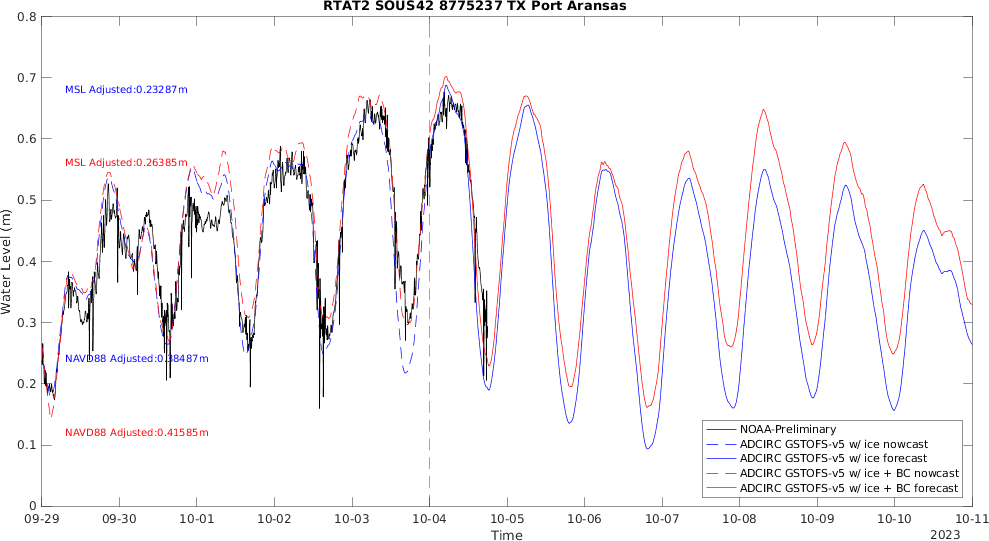 RTAT2 SOUS42 8775237 TX Port Aransas
0.8
0.7
0.6
0.5
0.4
0.3
0.2
0.1
0
Water Level (m)
MSL Adjusted:0.23287m
MSL Adjusted:0.26385m
NAVD88 Adjusted:0.38487m
NAVD88 Adjusted:0.41585m
NOAA-Preliminary
ADCIRC GSTOFS-v5 w/ ice nowcast
ADCIRC GSTOFS-v5 w/ ice forecast
ADCIRC GSTOFS-v5 w/ ice + BC nowcast
ADCIRC GSTOFS-v5 w/ ice + BC forecast
09-29 09-30 10-01 10-02 10-03 10-04 10-05 10-06 10-07 10-08 10-09 10-10 10-11
Time
2023